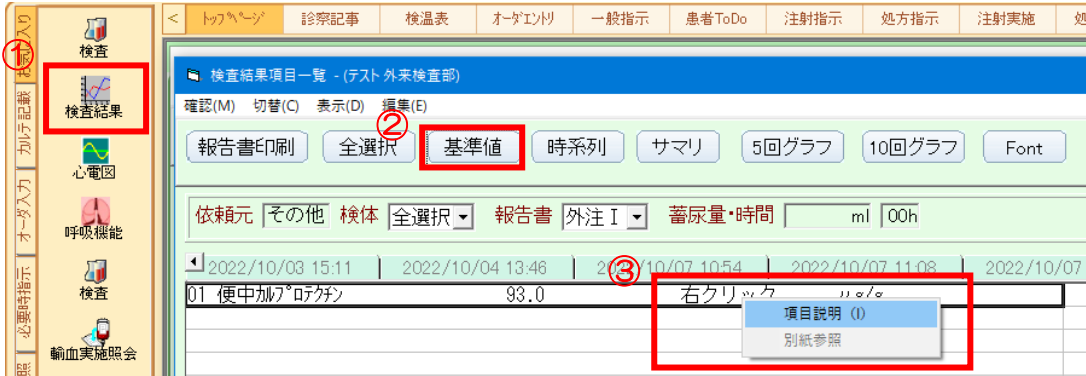 < トップページ 診察記事 検温表 オーダエントリ 一般指示 患者ToDo 注射指示 処方指示 注射実施
①
お気に入り
カルテ記載
オーダ入力
必要時指示
検査
検査結果
心電図
呼吸機能
検査
輸血実施照会
検査結果項目一覧 - (テスト 外来検査部)
確認(M) 切替(C) 表示(D) 編集(E)
②
報告書印刷 全選択 基準値 時系列 サマリ 5回グラフ 10回グラフ Font
依頼元 その他 検体 全選択 報告書 外注Ⅰ 蓄尿量・時間 ml 00h
2022/10/03 15:11 2022/10/04 13:46 2022/10/07 10:54 2022/10/07 11:08 2022/10/07
③
01 便中カルプロテクチン 93.0 右クリック μg/g
項目説明 (I)
別紙参照